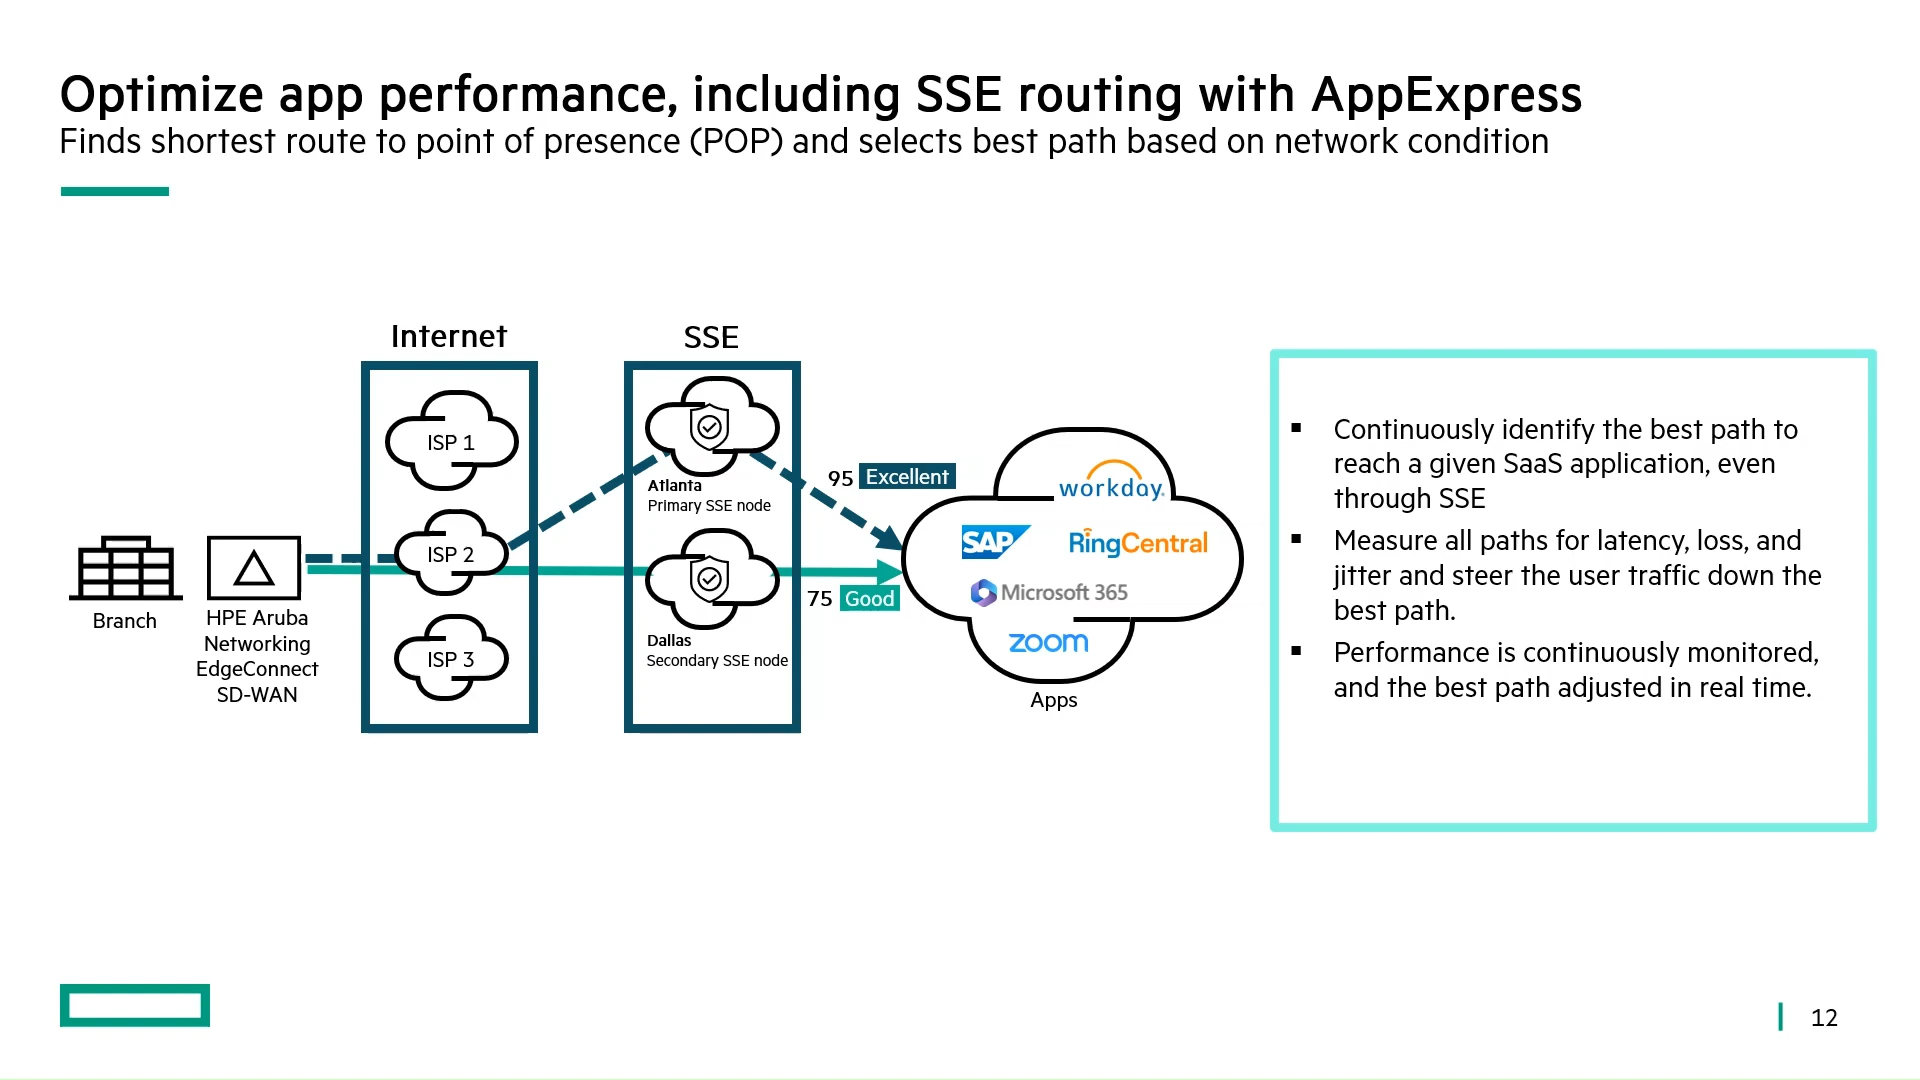 Optimize app performance, including SSE routing with AppExpress
Finds shortest route to point of presence (POP) and selects best path based on network condition
Internet
SSE
ISP 1
ISP 2
ISP 3
Branch
HPE Aruba
Networking
EdgeConnect
SD-WAN
Atlanta
Primary SSE node
Dallas
Secondary SSE node
95 Excellent
75 Good
workday.
SAP
RingCentral
Microsoft 365
zoom
Apps
▪ Continuously identify the best path to
reach a given SaaS application, even
through SSE
▪ Measure all paths for latency, loss, and
jitter and steer the user traffic down the
best path.
▪ Performance is continuously monitored,
and the best path adjusted in real time.
12